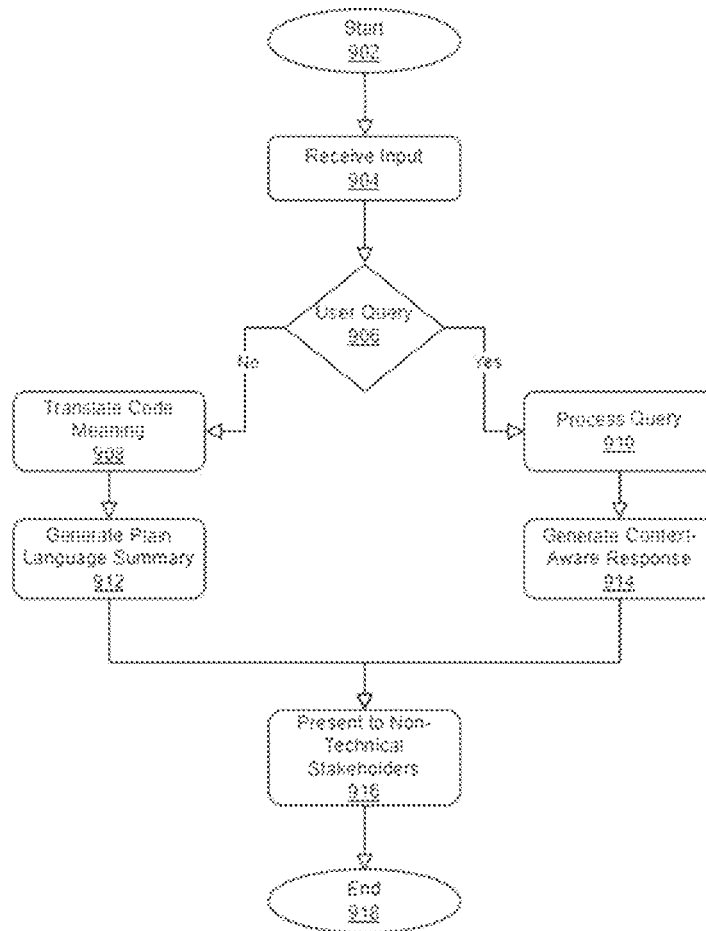 Start
902
Receive Input
904
User Query
906
No
Yes
Translate Code
Meaning
908
Process Query
910
Generate Plain
Language Summary
912
Generate Context-
Aware Response
914
Present to Non-
Technical
Stakeholders
916
End
918